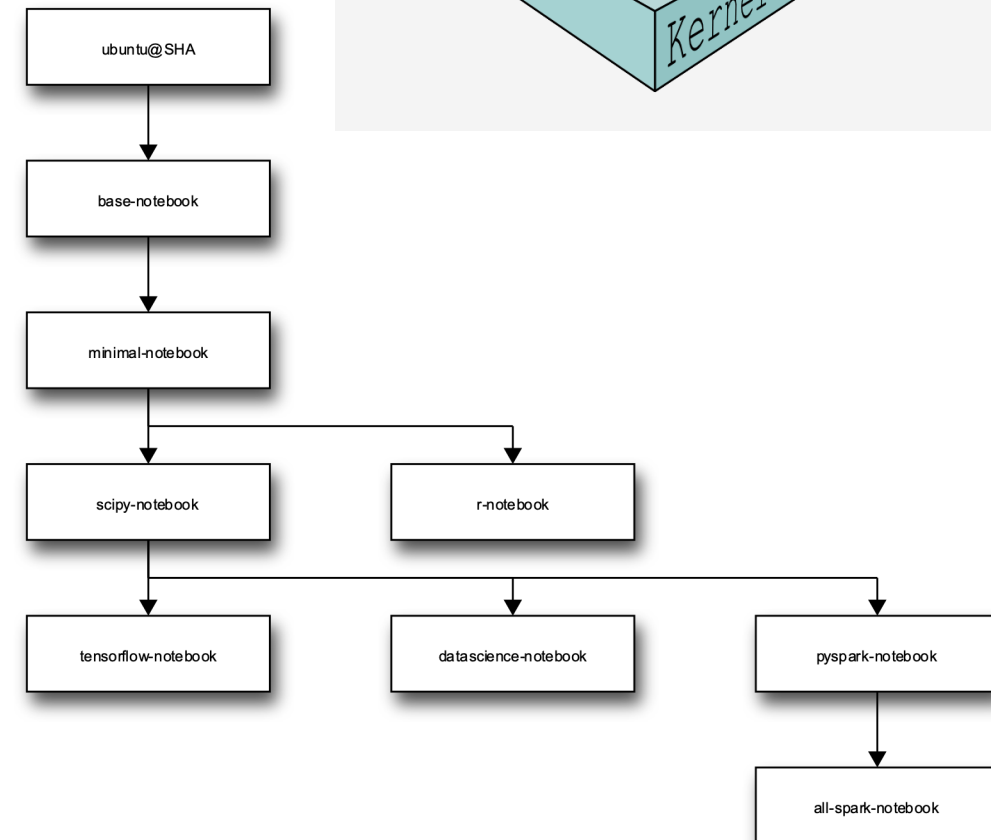 ubuntu@SHA
Kernel
base-notebook
minimal-notebook
scipy-notebook
r-notebook
tensorflow-notebook
datascience-notebook
pyspark-notebook
all-spark-notebook